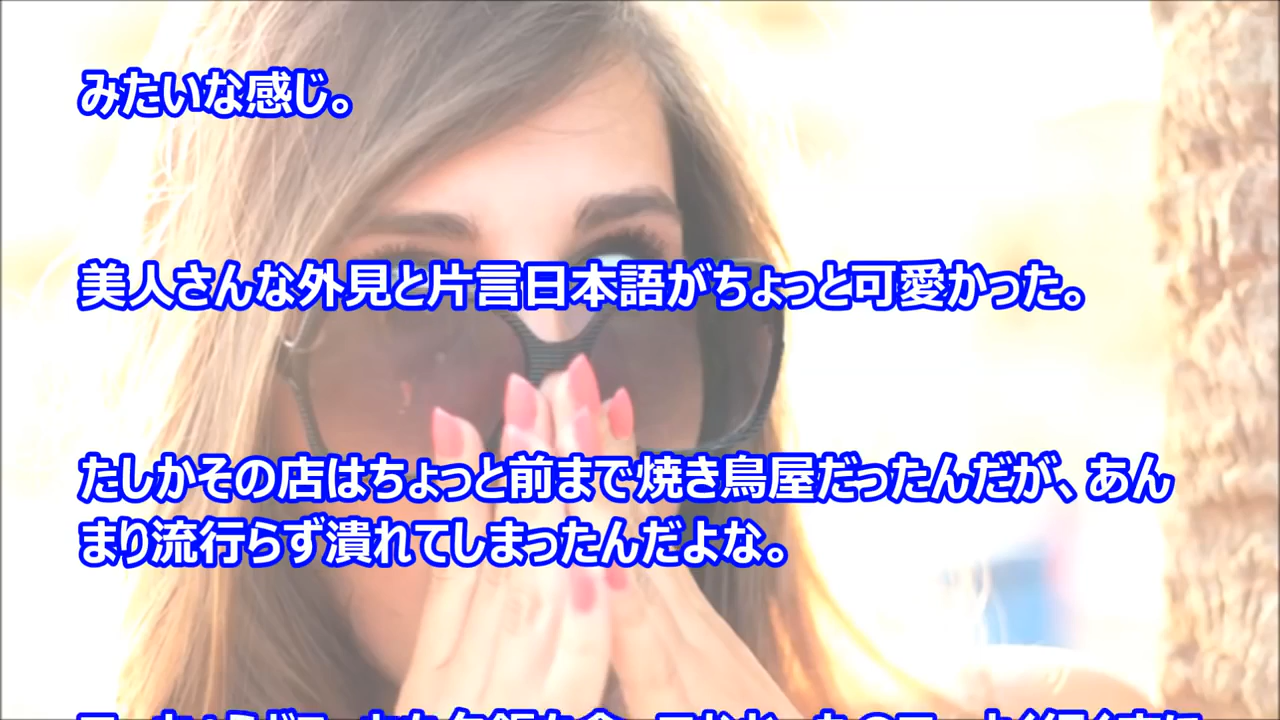 みたいな感じ。
美人さんな外見と片言日本語がちょっと可愛かった。
たしかその店はちょっと前まで焼き鳥屋だったんだが、あん
まり流行らず潰れてしまったんだよな。